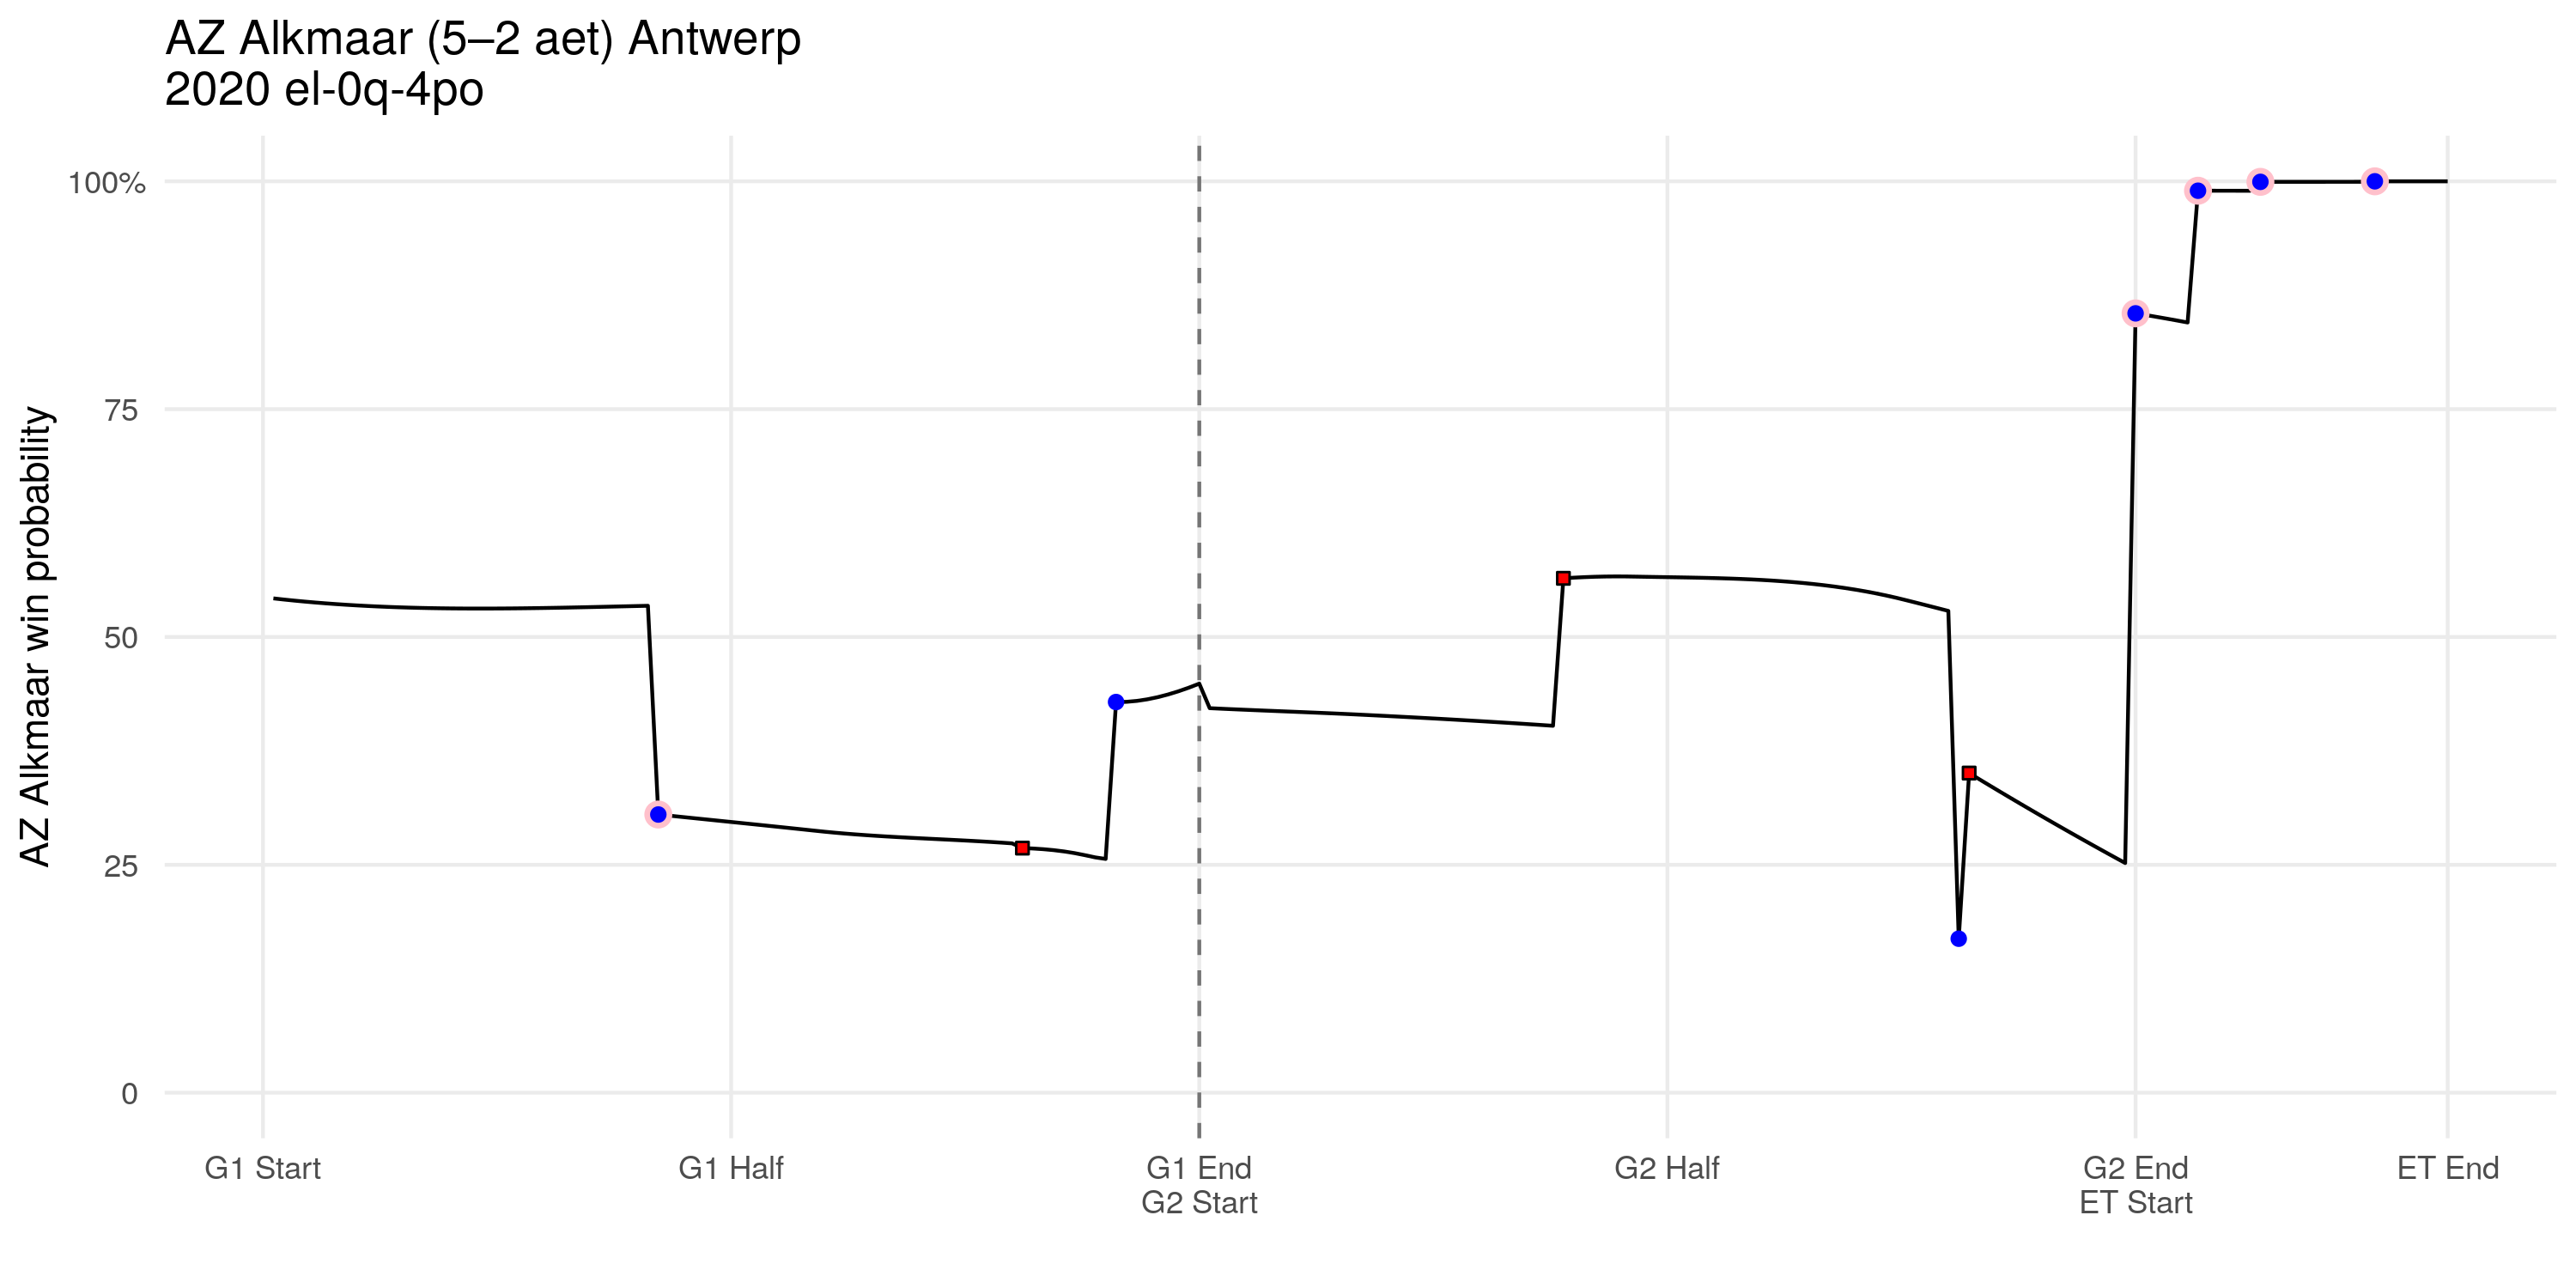 AZ Alkmaar (5–2 aet) Antwerp
2020 el-0q-4po
AZ Alkmaar win probability
100%
75
50
25
0
G1 Start
G1 Half
G1 End
G2 Start
G2 Half
G2 End
ET Start
ET End